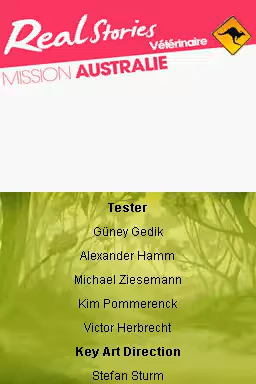 Real Stories
Vétérinaire
MISSION AUSTRALIE
Tester
Güney Gedik
Alexander Hamm
Michael Ziesemann
Kim Pommerenck
Victor Herbrecht
Key Art Direction
Stefan Sturm